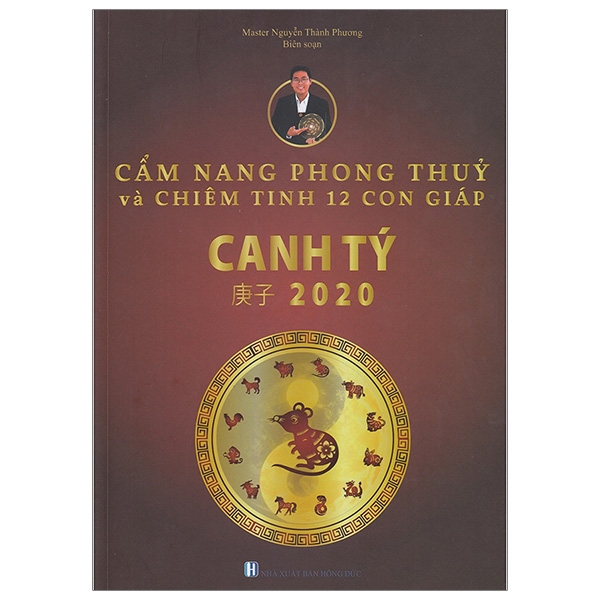 Master Nguyễn Thành Phương
Biên soạn
CẨM NANG PHONG THUỶ
và CHIÊM TINH 12 CON GIÁP
CANH TÝ
庚子 2020
H NHÀ XUẤT BẢN HỒNG ĐỨC